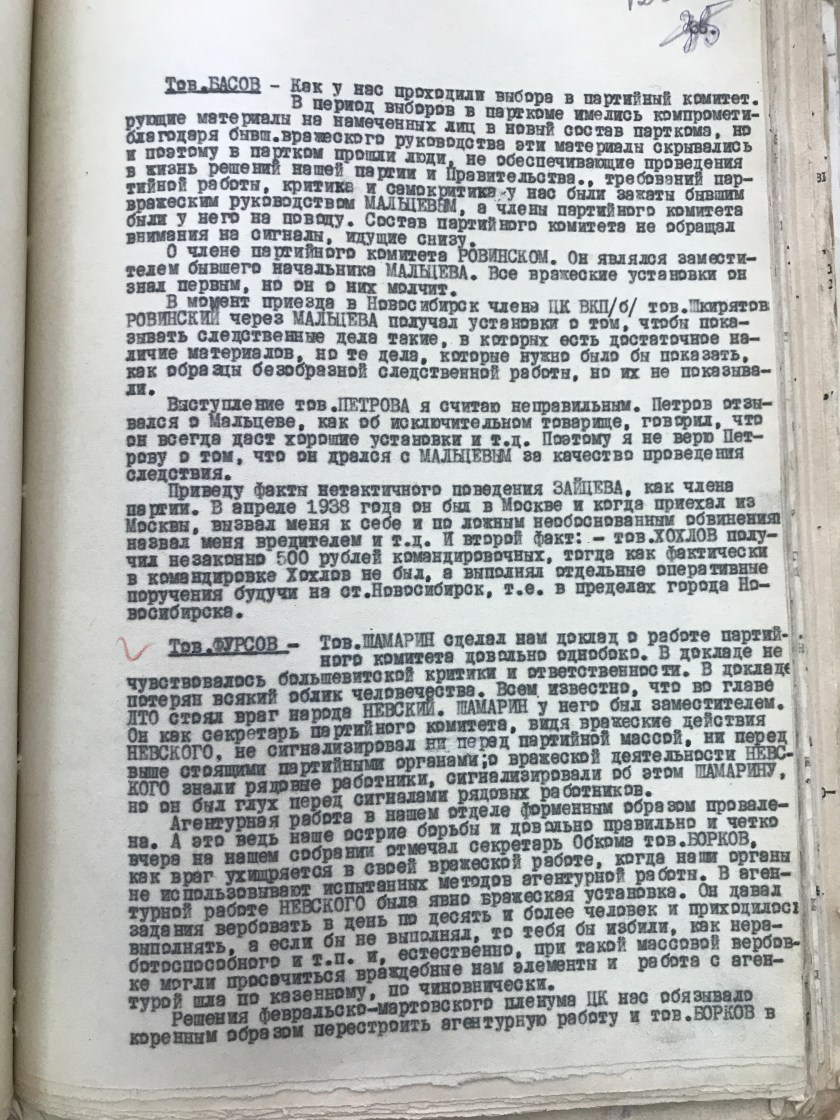 Тов.БАСОВ - Как у нас проходили выбора в партийный комитет.
В период выборов в парткоме имелись компромети-
рующие материалы на намеченных лиц в новый состав парткома, но
благодаря бывш.вражеского руководства эти материалы скрывались
и поэтому в партком прошли люди, не обеспечивающие проведения
в жизнь решений нашей партии и Правительства., требований пар-
тийной работы, критика и самокритика у нас были зажаты бывшим
вражеским руководством МАЛЬЦЕВЫМ, а члены партийного комитета
были у него на поводу. Состав партийного комитета не обращал
внимания на сигналы, идущие снизу.
О члене партийного комитета РОВИНСКОМ. Он являлся замести-
телем бывшего начальника МАЛЬЦЕВА. Все вражеские установки он
знал первым, но он о них молчит.
В момент приезда в Новосибирск члена ЦК ВКП/б/ тов.Шкирятов
РОВИНСКИЙ через МАЛЬЦЕВА получал установки о том, чтобы пока-
зывать следственные дела такие, в которых есть достаточное на-
личие материалов, но те дела, которые нужно было бы показать,
как образцы безобразной следственной работы, но их не показыва-
ли.
Выступление тов.ПЕТРОВА я считаю неправильным. Петров отзы-
вался о Мальцеве, как об исключительном товарище, говорил, что
он всегда даст хорошие установки и т.д. Поэтому я не верю Пет-
рову о том, что он дрался с МАЛЬЦЕВЫМ за качество проведения
следствия.
Приведу факты нетактичного поведения ЗАЙЦЕВА, как члена
партии. В апреле 1938 года он был в Москве и когда приехал из
Москвы, вызвал меня к себе и по ложным необоснованным обвинениям
назвал меня вредителем и т.д. И второй факт: - тов.ХОХЛОВ полу-
чил незаконно 500 рублей командировочных, тогда как фактически
в командировке Хохлов не был, а выполнял отдельные оперативные
поручения будучи на ст.Новосибирск, т.е. в пределах города Но-
восибирска.
Тов.ФУРСОВ - Тов.ШАМАРИН сделал нам доклад о работе партий-
ного комитета довольно однобоко. В докладе не
чувствовалось большевитской критики и ответственности. В докладе
потерян всякий облик человечества. Всем известно, что во главе
ЛТО стоял враг народа НЕВСКИЙ. ШАМАРИН у него был заместителем.
Он как секретарь партийного комитета, видя вражеские действия
НЕВСКОГО, не сигнализировал ни перед партийной массой, ни перед
выше стоящими партийными органами;о вражеской деятельности НЕВС-
КОГО знали рядовые работники, сигнализировали об этом ШАМАРИНУ,
но он был глух перед сигналами рядовых работников.
Агентурная работа в нашем отделе форменным образом провале-
на. А это ведь наше острие борьбы и довольно правильно и четко
вчера на нашем собрании отмечал секретарь Обкома тов.БОРКОВ,
как враг ухищряется в своей вражеской работе, когда наши органы
не использовывают испытанных методов агентурной работы. В аген-
турной работе НЕВСКОГО была явно вражеская установка. Он давал
задания вербовать в день по десять и более человек и приходилось
выполнять, а если бы не выполнял, то тебя бы избили, как нера-
ботоспособного и т.п. и, естественно, при такой массовой вербов-
ке могли просочиться враждебные нам элементы и работа с аген-
турой шла по казенному, по чиновнически.
Решения февральско-мартовского пленума ЦК нас обязывало
коренным образом перестроить агентурную работу и тов.БОРКОВ в